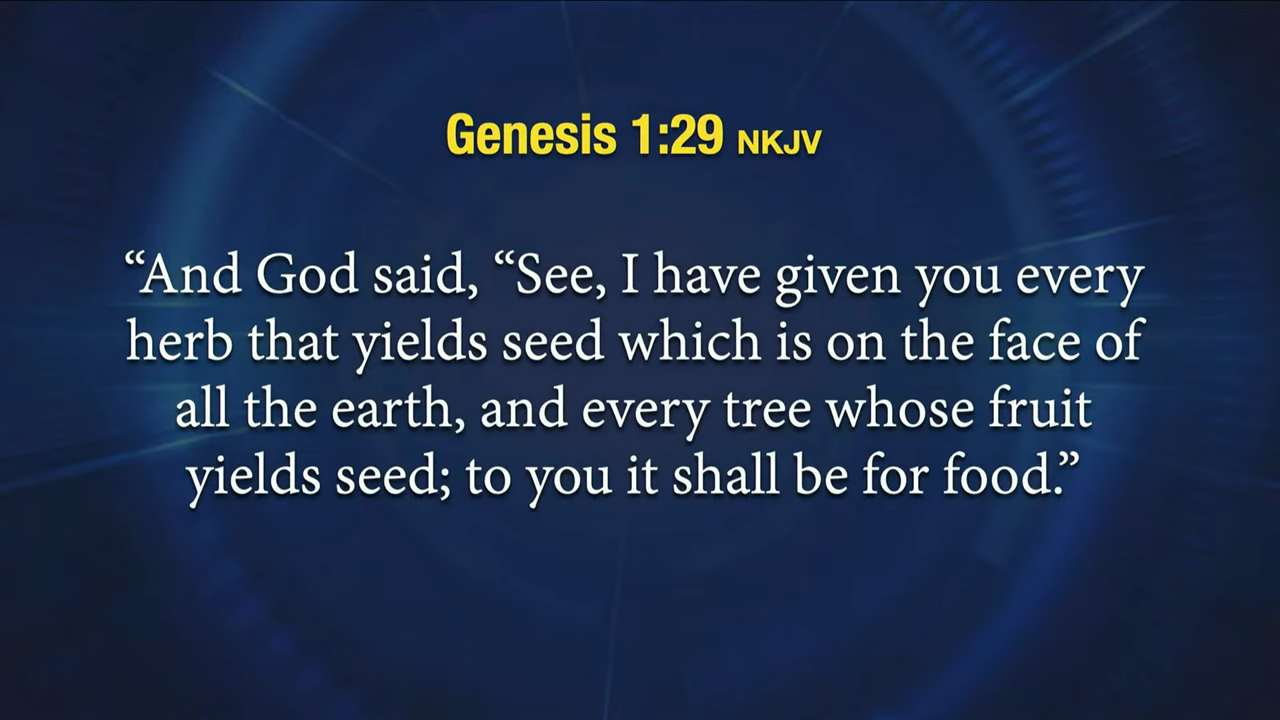 Genesis 1:29 NKJV
“And God said, “See, I have given you every
herb that yields seed which is on the face of
all the earth, and every tree whose fruit
yields seed; to you it shall be for food.”